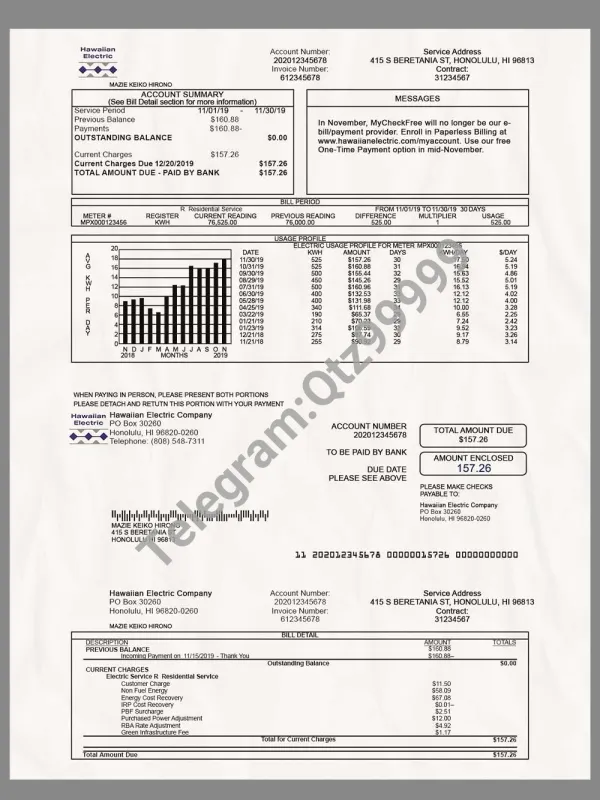 Hawaiian
Electric
Account Number:
202012345678
Invoice Number:
612345678
Service Address
415 S BERETANIA ST, HONOLULU, HI 96813
Contract:
31234567
MAZIE KEIKO HIRONO
ACCOUNT SUMMARY
(See Bill Detail section for more information)
Service Period 11/01/19 - 11/30/19
Previous Balance $160.88
Payments $160.88-
OUTSTANDING BALANCE $0.00
Current Charges $157.26
Current Charges Due 12/20/2019 $157.26
TOTAL AMOUNT DUE - PAID BY BANK $157.26
MESSAGES
In November, MyCheckFree will no longer be our e-
bill/payment provider. Enroll in Paperless Billing at
www.hawaiianelectric.com/myaccount. Use our free
One-Time Payment option in mid-November.
BILL PERIOD
R Residential Service FROM 11/01/19 TO 11/30/19 30 DAYS
METER # REGISTER CURRENT READING PREVIOUS READING DIFFERENCE MULTIPLIER USAGE
MPX000123456 KWH 76,525.00 76,000.00 525.00 1 525.00
USAGE PROFILE
ELECTRIC USAGE PROFILE FOR METER MPX000123456
AVG KWH PER DAY
20
18
16
14
12
10
8
6
4
2
0
N D J F M A M J J A S O N
2018 MONTHS 2019
DATE KWH AMOUNT DAYS KWH/DAY $/DAY
11/30/19 525 $157.26 30 17.50 5.24
10/31/19 525 $160.88 31 5.19
09/30/19 500 $155.44 32 15.63 4.86
08/29/19 450 $145.26 29 15.52 5.01
07/31/19 500 $160.96 31 16.13 5.19
06/30/19 400 $132.53 12.12 4.02
05/28/19 400 $131.98 33 12.12 4.00
04/25/19 340 $111.68 10.00 3.28
03/22/19 190 $65.37 6.55 2.25
01/21/19 210 29 7.24 2.42
01/23/19 314 9.52 3.23
12/21/18 275 30 9.17 3.26
11/21/18 255 29 8.79 3.14
WHEN PAYING IN PERSON, PLEASE PRESENT BOTH PORTIONS
PLEASE DETACH AND RETUTN THIS PORTION WITH YOUR PAYMENT
Hawaiian
Electric
Hawaiian Electric Company
PO Box 30260
Honolulu, HI 96820-0260
Telephone: (808) 548-7311
ACCOUNT NUMBER
202012345678
TO BE PAID BY BANK
DUE DATE
PLEASE SEE ABOVE
TOTAL AMOUNT DUE
$157.26
AMOUNT ENCLOSED
157.26
PLEASE MAKE CHECKS
PAYABLE TO:
Hawaiian Electric Company
PO Box 30260
Honolulu, HI 96820-0260
MAZIE KEIKO HIRONO
415 S BERETANIA ST
HONOLULU, HI 96813
11 202012345678 00000015726 00000000000
Hawaiian Electric Company
PO Box 30260
Honolulu, HI 96820-0260
Account Number:
202012345678
Invoice Number:
612345678
Service Address
415 S BERETANIA ST, HONOLULU, HI 96813
Contract:
31234567
MAZIE KEIKO HIRONO
BILL DETAIL
DESCRIPTION AMOUNT TOTALS
PREVIOUS BALANCE $160.88
Incoming Payment on 11/15/2019 - Thank You $160.88–
Outstanding Balance $0.00
CURRENT CHARGES
Electric Service R Residential Service
Customer Charge $11.50
Non Fuel Energy $58.09
Energy Cost Recovery $67.08
IRP Cost Recovery $0.01–
PBF Surcharge $2.51
Purchased Power Adjustment $12.00
RBA Rate Adjustment $4.92
Green Infrastructure Fee $1.17
Total for Current Charges $157.26
Total Amount Due $157.26
Telegram:Qtz99999